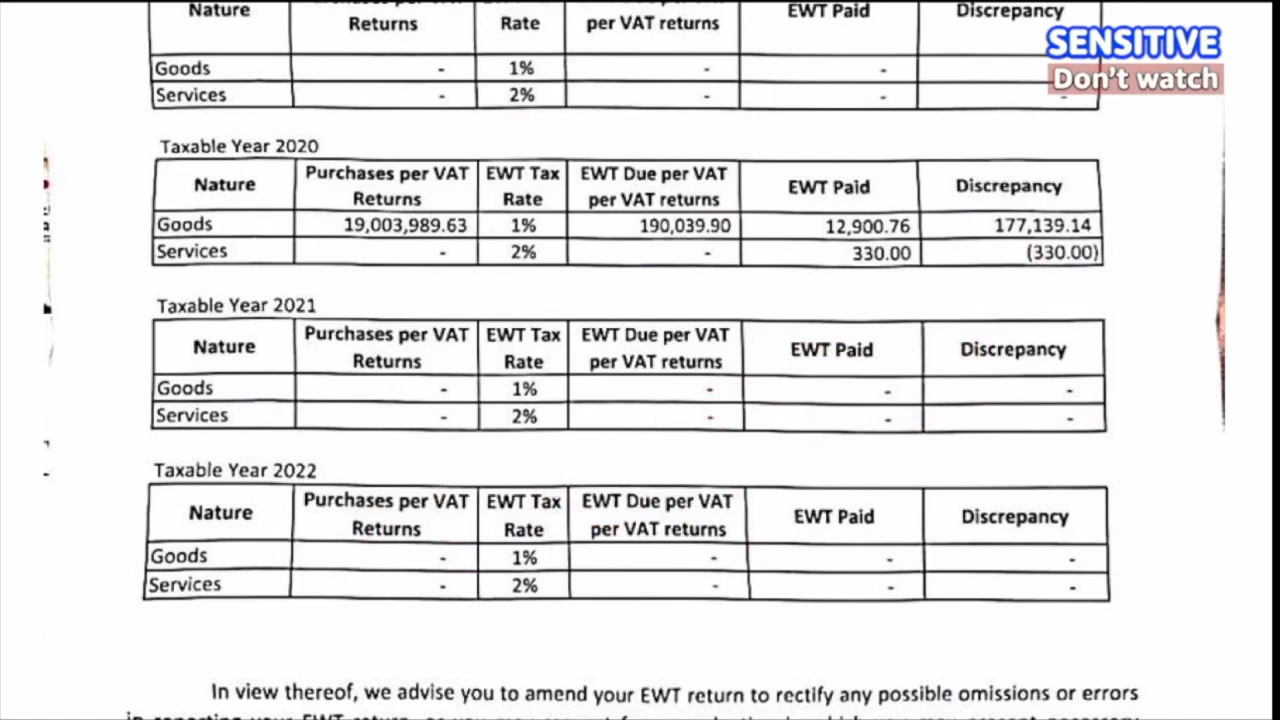 Nature Returns Rate per VAT returns EWT Paid Discrepancy
SENSITIVE
Don't watch
Goods - 1% - -
Services - 2% - - -
Taxable Year 2020
Nature Purchases per VAT Returns EWT Tax Rate EWT Due per VAT per VAT returns EWT Paid Discrepancy
Goods 19,003,989.63 1% 190,039.90 12,900.76 177,139.14
Services - 2% - 330.00 (330.00)
Taxable Year 2021
Nature Purchases per VAT Returns EWT Tax Rate EWT Due per VAT per VAT returns EWT Paid Discrepancy
Goods - 1% - - -
Services - 2% - - -
Taxable Year 2022
Nature Purchases per VAT Returns EWT Tax Rate EWT Due per VAT per VAT returns EWT Paid Discrepancy
Goods - 1% - - -
Services - 2% - - -
In view thereof, we advise you to amend your EWT return to rectify any possible omissions or errors